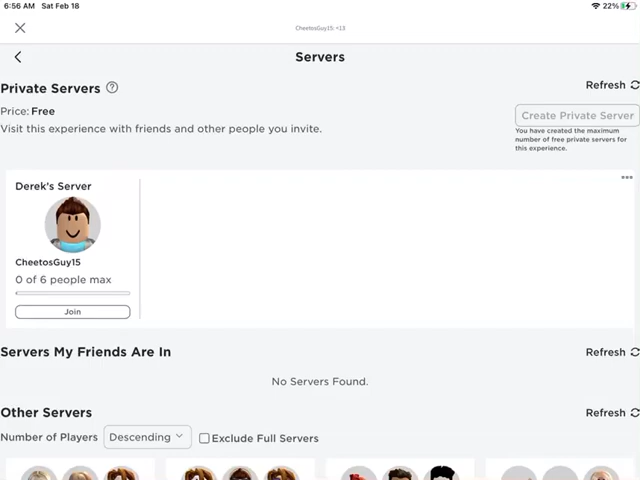 6:56 AM Sat Feb 18
22%
CheetosGuy15: <13
Servers
Private Servers
Refresh
Price: Free
Create Private Server
Visit this experience with friends and other people you invite.
You have created the maximum
number of free private servers for
this experience.
Derek's Server
CheetosGuy15
0 of 6 people max
Join
Servers My Friends Are In
Refresh
No Servers Found.
Other Servers
Refresh
Number of Players
Descending
Exclude Full Servers